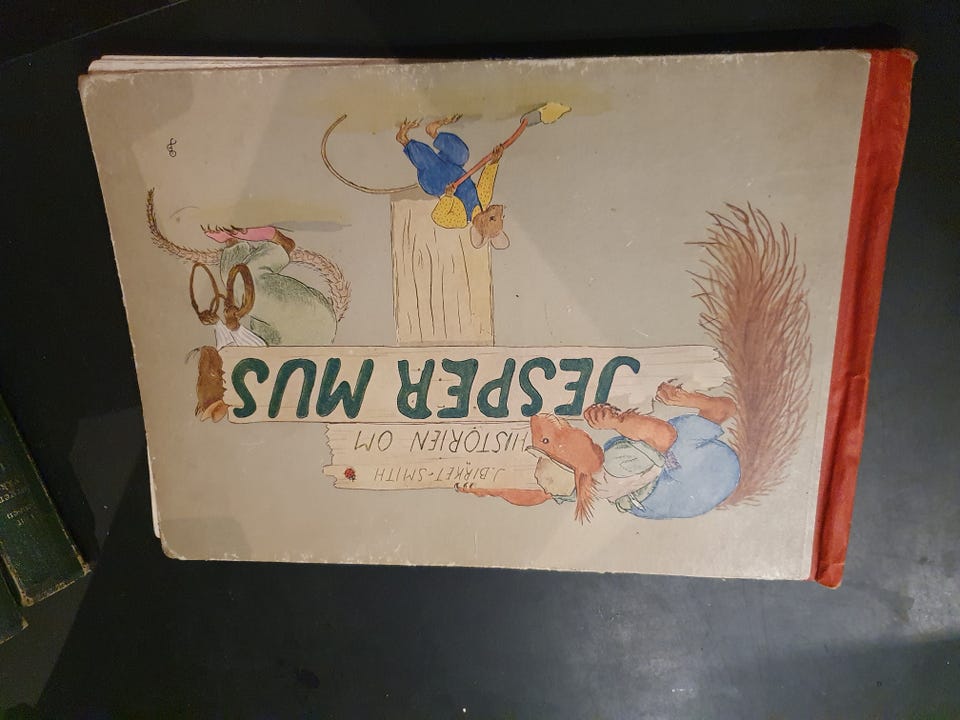 J. BIRKET-SMITH
HISTORIEN OM
JESPER MUS